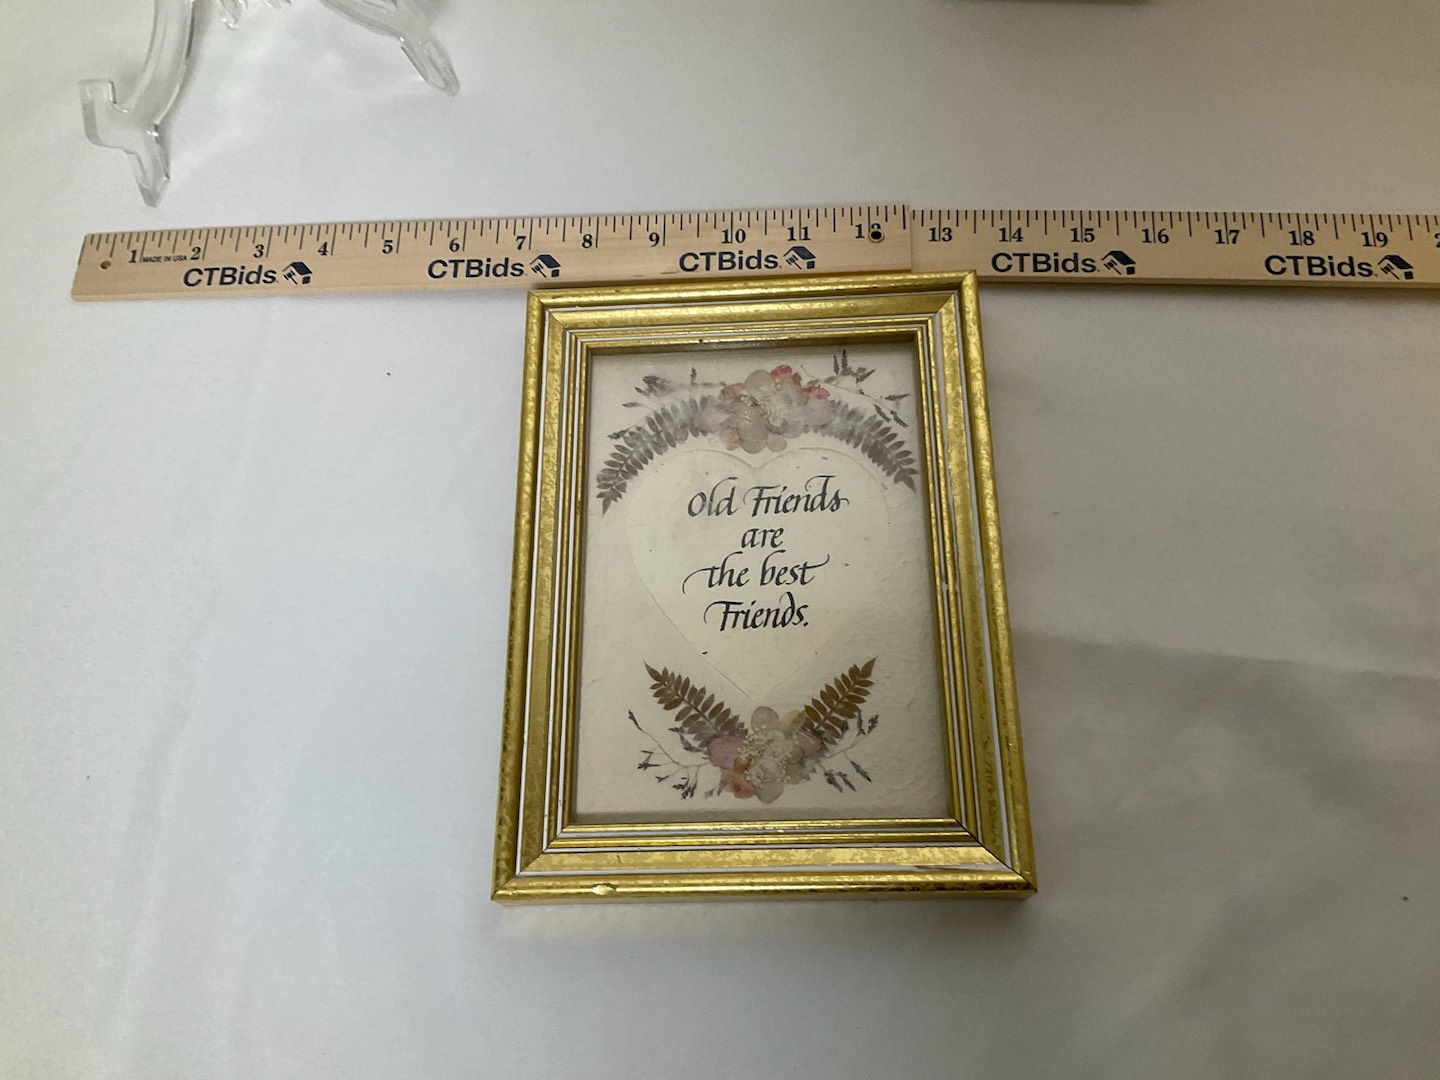 1 MADE IN USA 2 3 4 5 6 7 8 9 10 11 12 13 14 15 16 17 18 19
CTBids CTBids CTBids CTBids CTBids
Old Friends
are
the best
Friends.